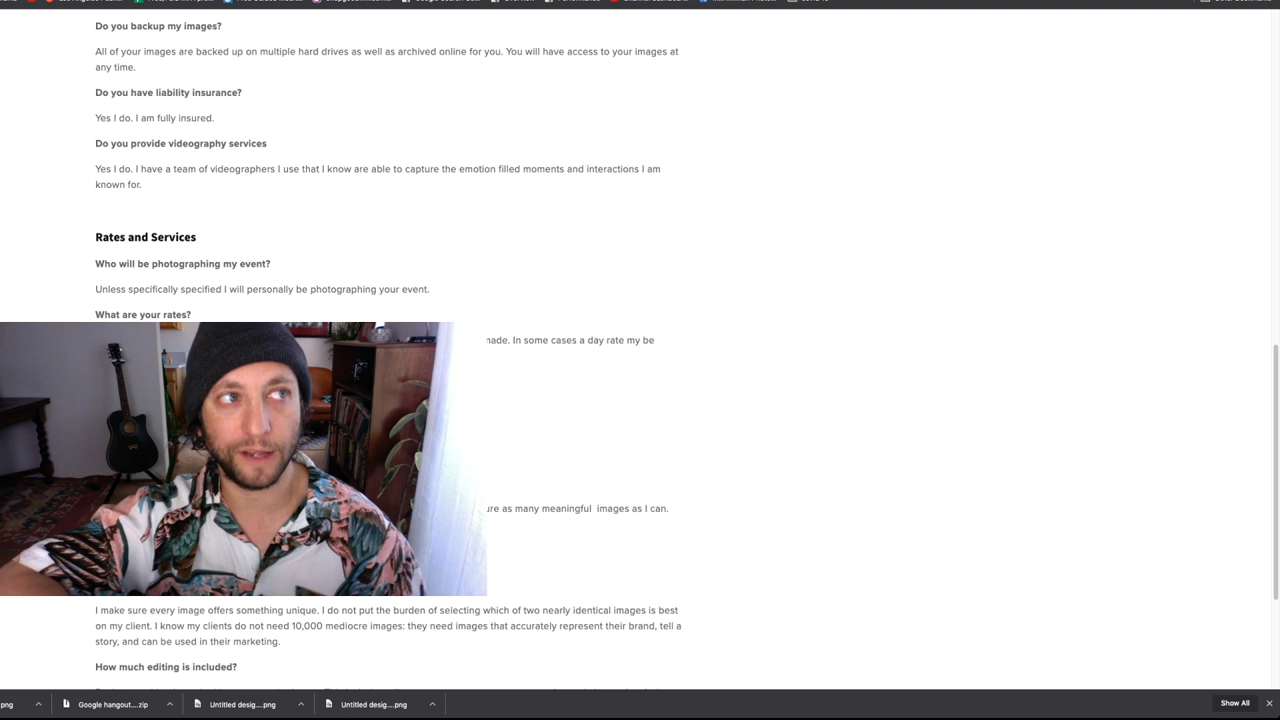 Do you backup my images?
All of your images are backed up on multiple hard drives as well as archived online for you. You will have access to your images at
any time.
Do you have liability insurance?
Yes I do. I am fully insured.
Do you provide videography services
Yes I do. I have a team of videographers I use that I know are able to capture the emotion filled moments and interactions I am
known for.
Rates and Services
Who will be photographing my event?
Unless specifically specified I will personally be photographing your event.
What are your rates?
made. In some cases a day rate my be
as many meaningful images as I can.
I make sure every image offers something unique. I do not put the burden of selecting which of two nearly identical images is best
on my client. I know my clients do not need 10,000 mediocre images: they need images that accurately represent their brand, tell a
story, and can be used in their marketing.
How much editing is included?
png
Google hangout....zip
Untitled desig....png
Untitled desig....png
Show All